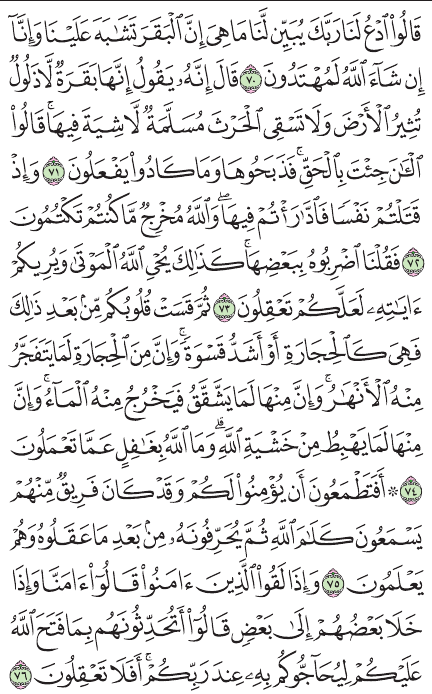 قَالُوا۟ ٱدْعُ لَنَا رَبَّكَ يُبَيِّن لَّنَا مَا هِىَ إِنَّ ٱلْبَقَرَ تَشَـٰبَهَ عَلَيْنَا وَإِنَّآ
إِن شَآءَ ٱللَّهُ لَمُهْتَدُونَ ٧٠ قَالَ إِنَّهُۥ يَقُولُ إِنَّهَا بَقَرَةٌ لَّا ذَلُولٌ
تُثِيرُ ٱلْأَرْضَ وَلَا تَسْقِى ٱلْحَرْثَ مُسَلَّمَةٌ لَّا شِيَةَ فِيهَا ۚ قَالُوا۟
ٱلْـَٔـٰنَ جِئْتَ بِٱلْحَقِّ ۚ فَذَبَحُوهَا وَمَا كَادُوا۟ يَفْعَلُونَ ٧١ وَإِذْ
قَتَلْتُمْ نَفْسًا فَٱدَّٰرَْٰٔتُمْ فِيهَا ۖ وَٱللَّهُ مُخْرِجٌ مَّا كُنتُمْ تَكْتُمُونَ
٧٢ فَقُلْنَا ٱضْرِبُوهُ بِبَعْضِهَا ۚ كَذَٰلِكَ يُحْىِ ٱللَّهُ ٱلْمَوْتَىٰ وَيُرِيكُمْ
ءَايَـٰتِهِۦ لَعَلَّكُمْ تَعْقِلُونَ ٧٣ ثُمَّ قَسَتْ قُلُوبُكُم مِّنۢ بَعْدِ ذَٰلِكَ
فَهِىَ كَٱلْحِجَارَةِ أَوْ أَشَدُّ قَسْوَةً ۚ وَإِنَّ مِنَ ٱلْحِجَارَةِ لَمَا يَتَفَجَّرُ
مِنْهُ ٱلْأَنْهَـٰرُ ۚ وَإِنَّ مِنْهَا لَمَا يَشَّقَّقُ فَيَخْرُجُ مِنْهُ ٱلْمَآءُ ۚ وَإِنَّ
مِنْهَا لَمَا يَهْبِطُ مِنْ خَشْيَةِ ٱللَّهِ ۗ وَمَا ٱللَّهُ بِغَـٰفِلٍ عَمَّا تَعْمَلُونَ
٧٤ ۞ أَفَتَطْمَعُونَ أَن يُؤْمِنُوا۟ لَكُمْ وَقَدْ كَانَ فَرِيقٌ مِّنْهُمْ
يَسْمَعُونَ كَلَـٰمَ ٱللَّهِ ثُمَّ يُحَرِّفُونَهُۥ مِنۢ بَعْدِ مَا عَقَلُوهُ وَهُمْ
يَعْلَمُونَ ٧٥ وَإِذَا لَقُوا۟ ٱلَّذِينَ ءَامَنُوا۟ قَالُوٓا۟ ءَامَنَّا وَإِذَا
خَلَا بَعْضُهُمْ إِلَىٰ بَعْضٍ قَالُوٓا۟ أَتُحَدِّثُونَهُم بِمَا فَتَحَ ٱللَّهُ
عَلَيْكُمْ لِيُحَآجُّوكُم بِهِۦ عِندَ رَبِّكُمْ ۚ أَفَلَا تَعْقِلُونَ ٧٦